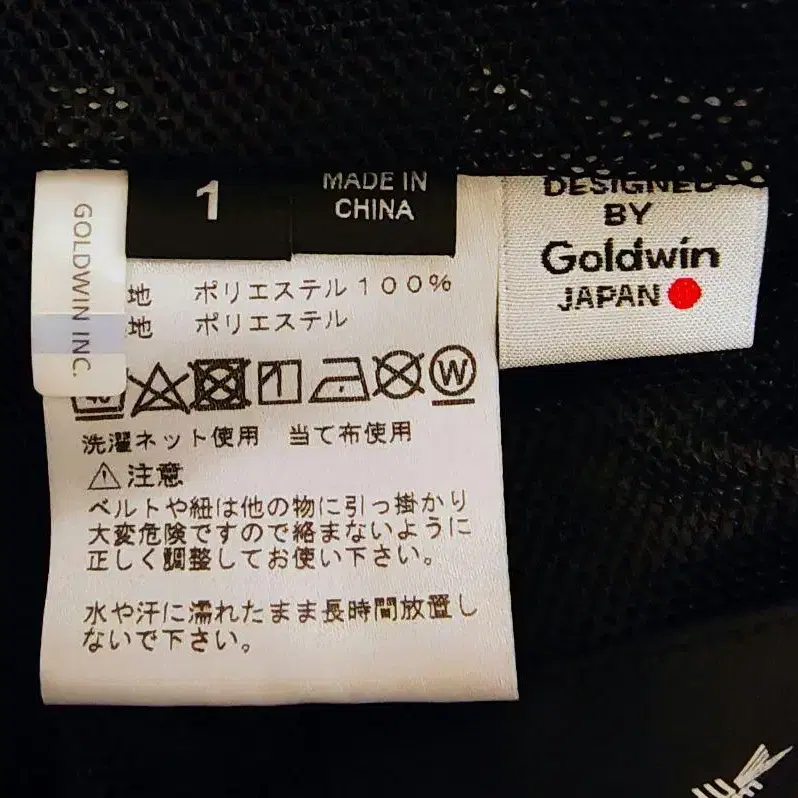 GOLDWIN INC.
1
MADE IN
CHINA
DESIGNED
BY
Goldwin
JAPAN
地 ポリエステル100%
地 ポリエステル
W
洗濯ネット使用 当て布使用
注意
ベルトや紐は他の物に引っ掛かり
大変危険ですので絡まないように
正しく調整してお使い下さい。
水や汗に濡れたまま長時間放置し
ないで下さい。